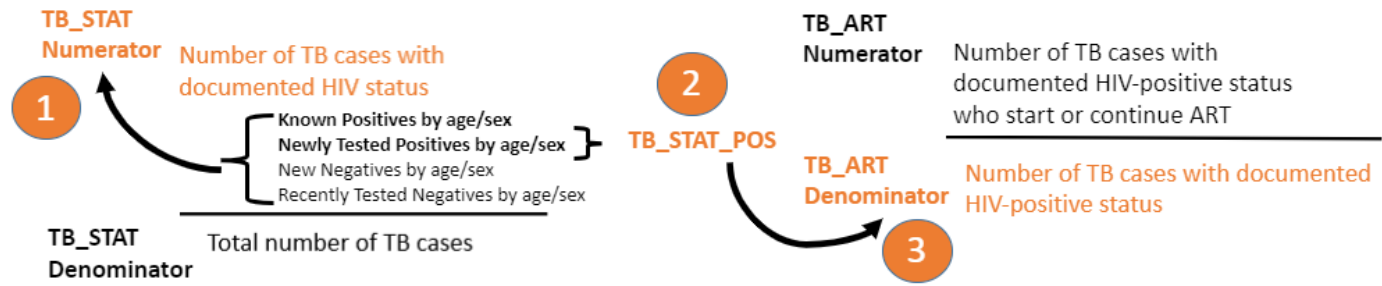 TB_STAT
Numerator
1
Number of TB cases with
documented HIV status
Known Positives by age/sex
Newly Tested Positives by age/sex
New Negatives by age/sex
Recently Tested Negatives by age/sex
TB_STAT
Denominator
Total number of TB cases
2
TB_STAT_POS
TB_ART
Numerator
Number of TB cases with
documented HIV-positive status
who start or continue ART
TB_ART
Denominator
Number of TB cases with documented
HIV-positive status
3